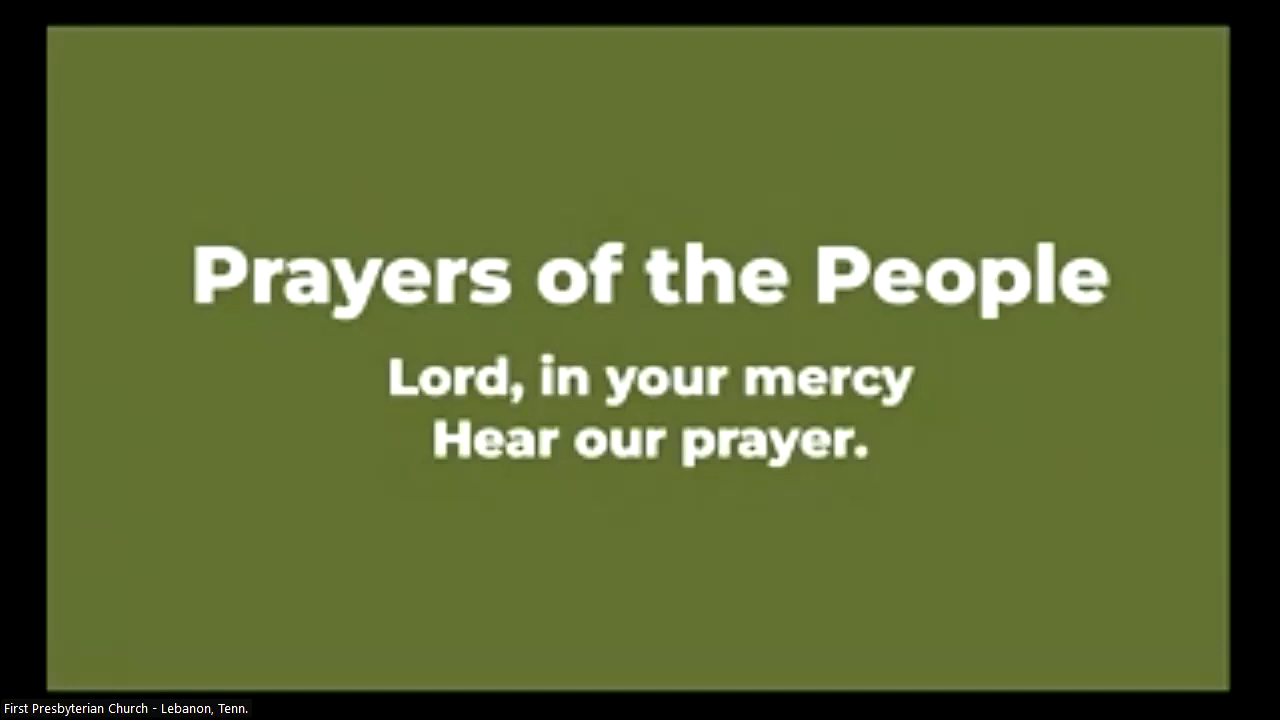 Prayers of the People
Lord, in your mercy
Hear our prayer.
First Presbyterian Church - Lebanon, Tenn.